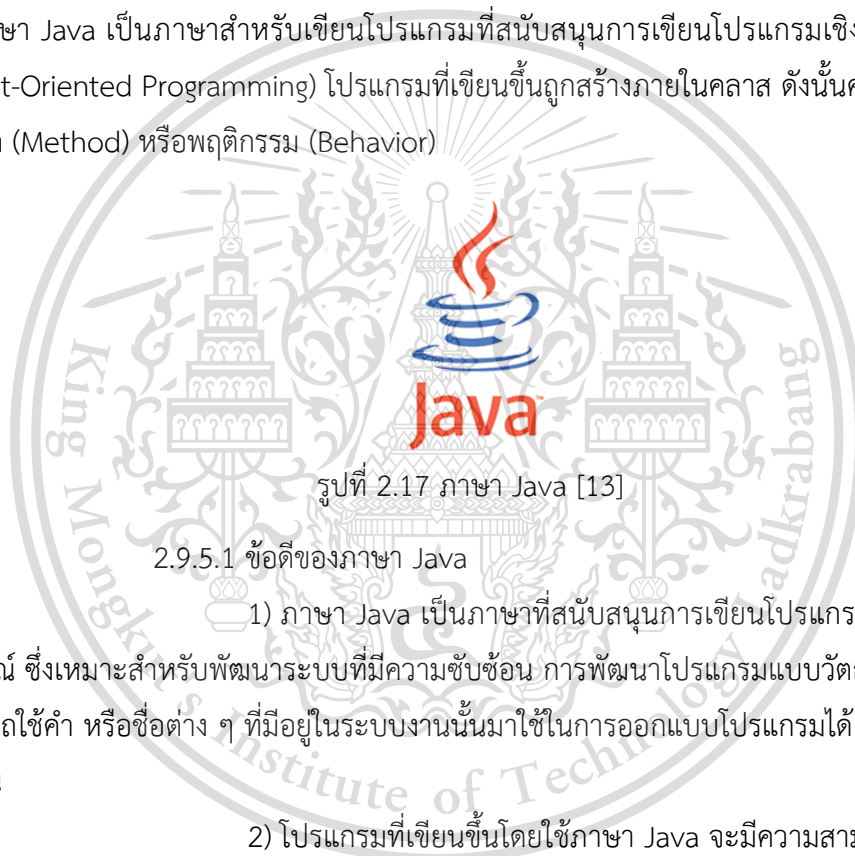 ษา Java เป็นภาษาสำหรับเขียนโปรแกรมที่สนับสนุนการเขียนโปรแกรมเชิง
t-Oriented Programming) โปรแกรมที่เขียนขึ้นถูกสร้างภายในคลาส ดังนั้น
(Method) หรือพฤติกรรม (Behavior)
Java
รูปที่ 2.17 ภาษา Java [13]
2.9.5.1 ข้อดีของภาษา Java
1) ภาษา Java เป็นภาษาที่สนับสนุนการเขียนโปรแกร
ณ์ ซึ่งเหมาะสำหรับพัฒนาระบบที่มีความซับซ้อน การพัฒนาโปรแกรมแบบวัต
ถใช้คำ หรือชื่อต่าง ๆ ที่มีอยู่ในระบบงานนั้นมาใช้ในการออกแบบโปรแกรมได้
2) โปรแกรมที่เขียนขึ้นโดยใช้ภาษา Java จะมีความสาม
King Mongkut's Institute of Technology Ladkrabang